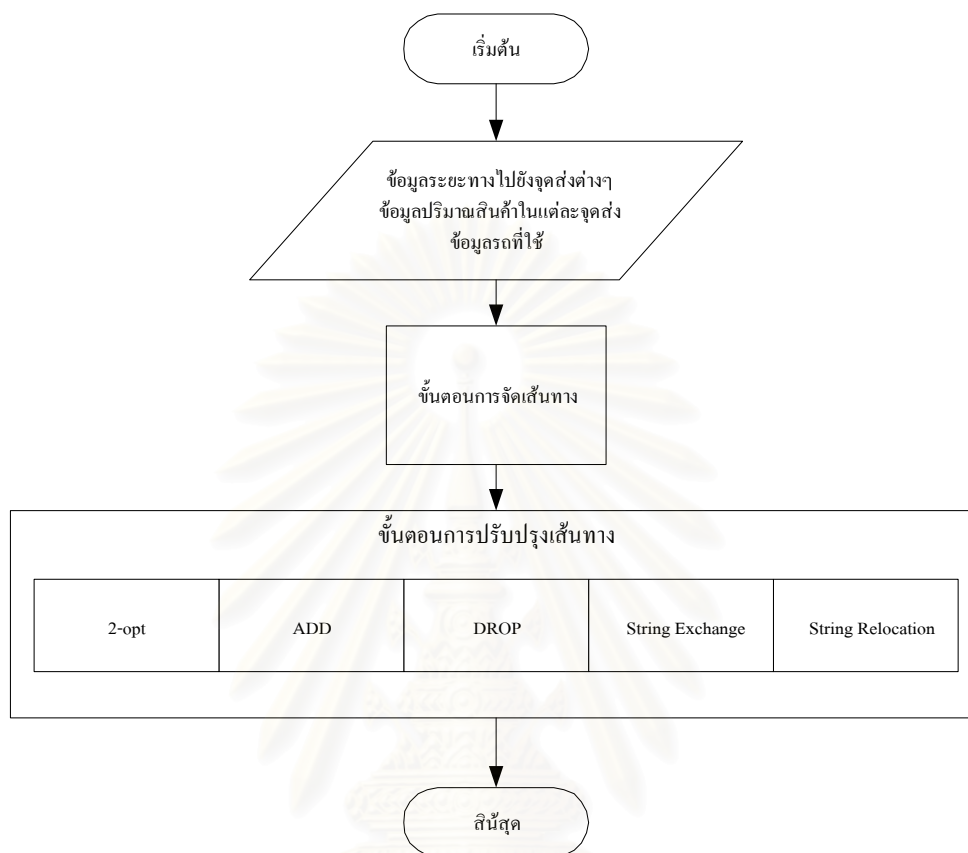 เริ่มต้น
ข้อมูลระยะทางไปยังจุดส่งต่างๆ
ข้อมูลปริมาณสินค้าในแต่ละจุดส่ง
ข้อมูลรถที่ใช้
ขั้นตอนการจัดเส้นทาง
ขั้นตอนการปรับปรุงเส้นทาง
2-opt ADD DROP String Exchange String Relocation
สิน้สุด